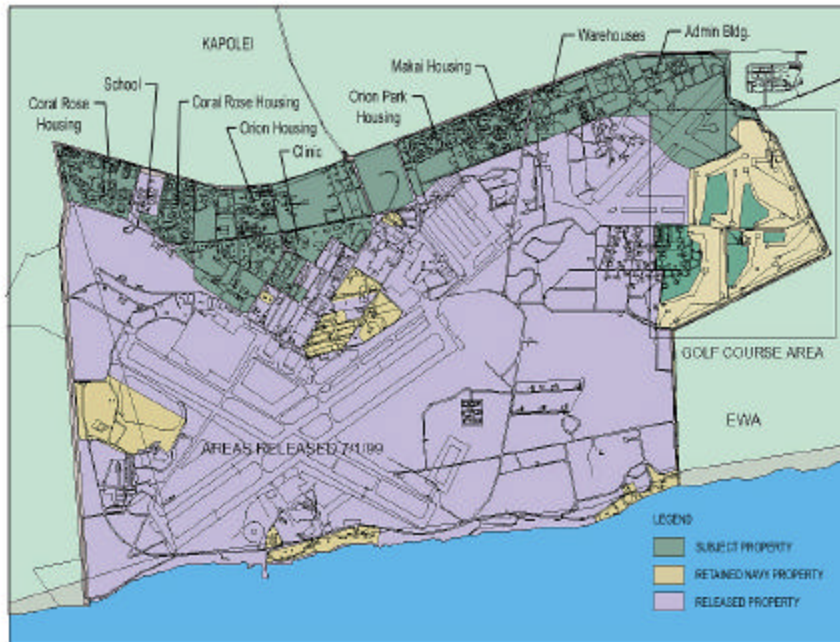 KAPOLEI
Warehouses
Admin Bldg.
Makai Housing
School
Coral Rose
Housing
Coral Rose Housing
Orion Park
Housing
Orion Housing
Clinic
GOLF COURSE AREA
EWA
AREAS RELEASED 7/1/99
LEGEND
SUBJECT PROPERTY
RETAINED NAVY PROPERTY
RELEASED PROPERTY